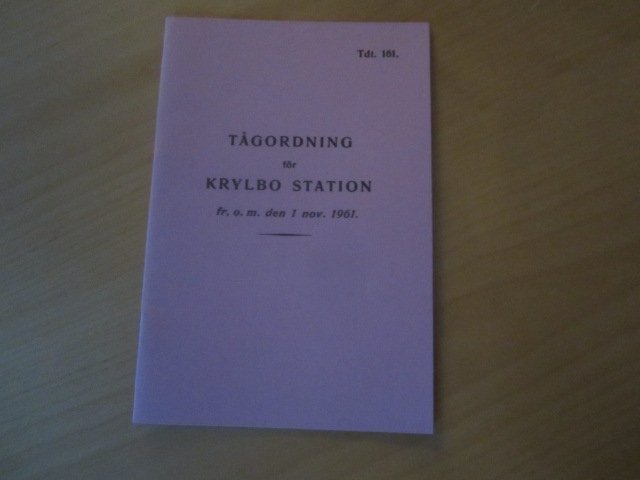 Tdt. 161.
TÅGORDNING
för
KRYLBO STATION
fr. o. m. den 1 nov. 1961.